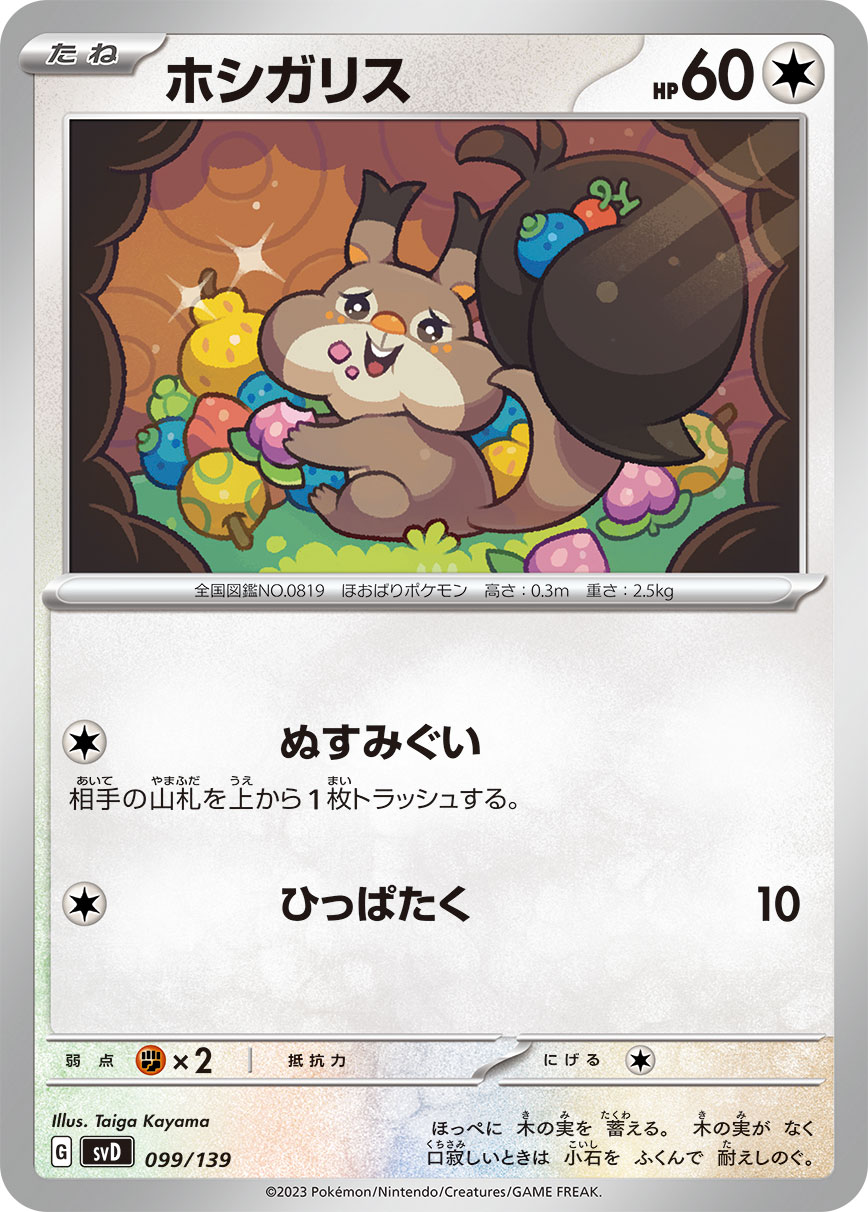 たね
ホシガリス
HP60
全国図鑑NO.0819 ほおばりポケモン 高さ:0.3m 重さ:2.5kg
ぬすみぐい
相手の山札を上から1枚トラッシュする。
ひっぱたく 10
弱点 ×2 抵抗力 にげる
Illus. Taiga Kayama
G svD 099/139
ほっぺに 木の実を 蓄える。 木の実が なく
口寂しいときは 小石を ふくんで 耐えしのぐ。
©2023 Pokémon/Nintendo/Creatures/GAME FREAK.